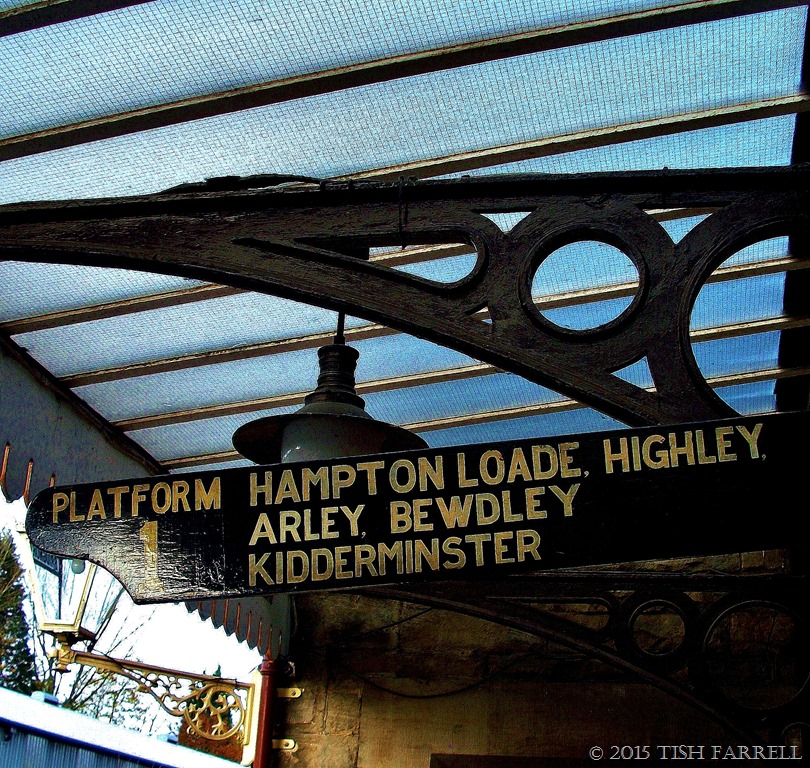 PLATFORM
1
HAMPTON LOADE, HIGHLEY,
ARLEY, BEWDLEY
KIDDERMINSTER
© 2015 TISH FARRELL